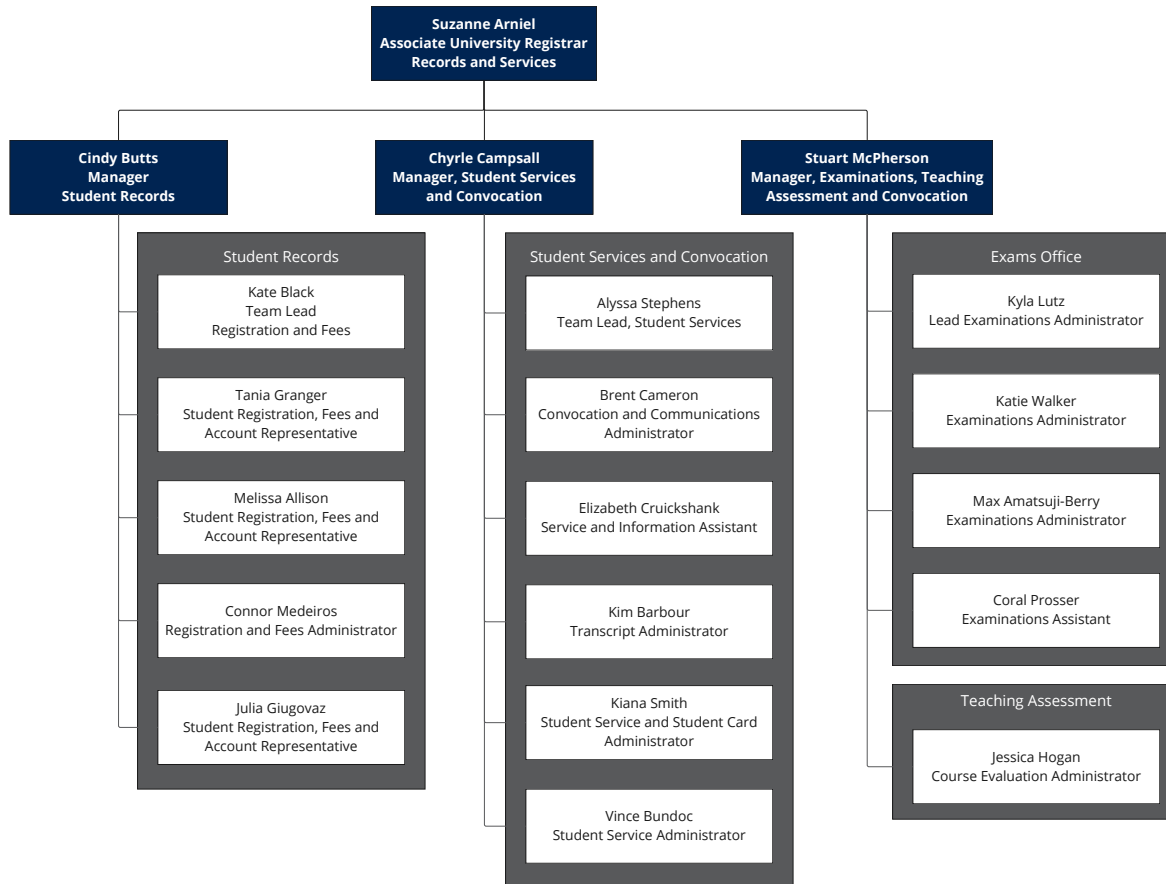 Suzanne Arniel
Associate University Registrar
Records and Services
Cindy Butts
Manager
Student Records
Chyrle Campsall
Manager, Student Services
and Convocation
Stuart McPherson
Manager, Examinations, Teaching
Assessment and Convocation
Student Records
Kate Black
Team Lead
Registration and Fees
Tania Granger
Student Registration, Fees and
Account Representative
Melissa Allison
Student Registration, Fees and
Account Representative
Connor Medeiros
Registration and Fees Administrator
Julia Giugovaz
Student Registration, Fees and
Account Representative
Student Services and Convocation
Alyssa Stephens
Team Lead, Student Services
Brent Cameron
Convocation and Communications
Administrator
Elizabeth Cruickshank
Service and Information Assistant
Kim Barbour
Transcript Administrator
Kiana Smith
Student Service and Student Card
Administrator
Vince Bundoc
Student Service Administrator
Exams Office
Kyla Lutz
Lead Examinations Administrator
Katie Walker
Examinations Administrator
Max Amatsuji-Berry
Examinations Administrator
Coral Prosser
Examinations Assistant
Teaching Assessment
Jessica Hogan
Course Evaluation Administrator